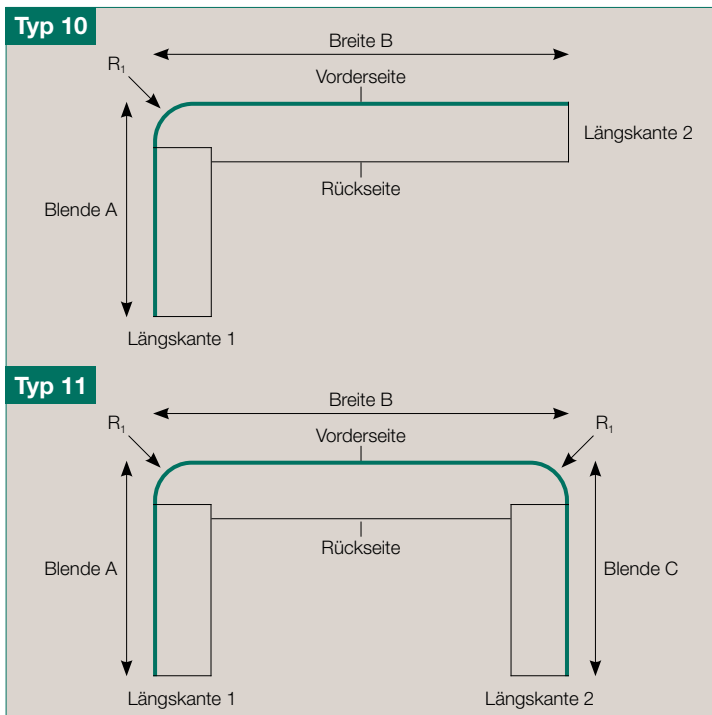 Typ 10
Breite B
R₁
Vorderseite
Längskante 2
Rückseite
Blende A
Längskante 1
Typ 11
Breite B
R₁
Vorderseite
R₁
Rückseite
Blende A
Blende C
Längskante 1
Längskante 2